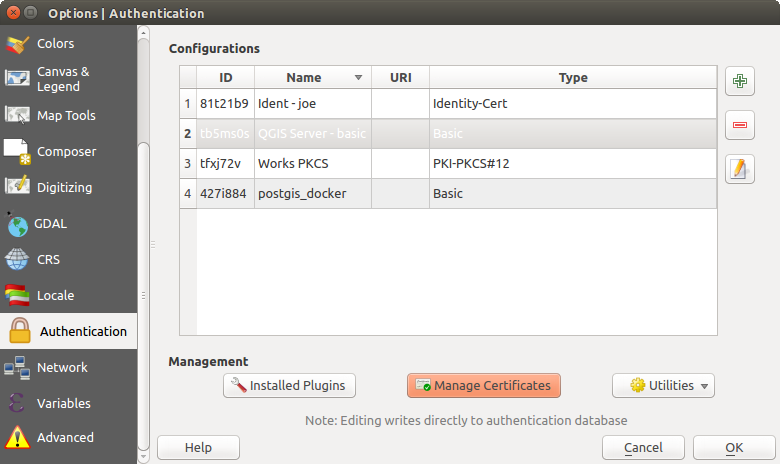 Options | Authentication
Colors
Canvas &
Legend
Map Tools
Composer
Digitizing
GDAL
CRS
Locale
Authentication
Network
Variables
Advanced
Configurations
ID Name URI Type
1 81t21b9 Ident - joe Identity-Cert
2 tb5ms0s QGIS Server - basic Basic
3 tfxj72v Works PKCS PKI-PKCS#12
4 427i884 postgis_docker Basic
Management
Installed Plugins Manage Certificates Utilities
Note: Editing writes directly to authentication database
Help Cancel OK